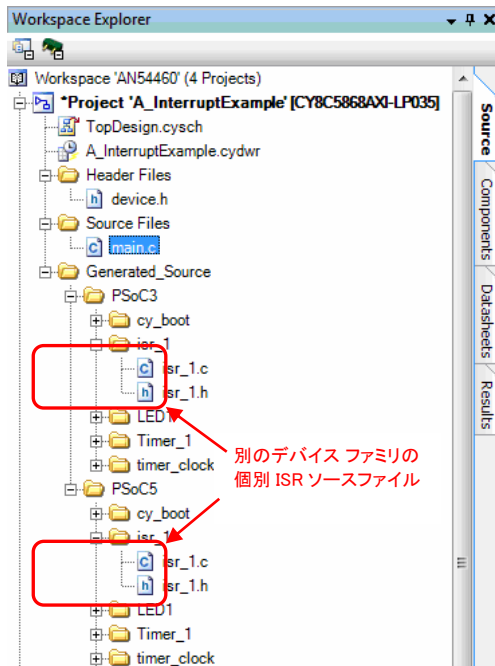 Workspace Explorer
Workspace 'AN54460' (4 Projects)
*Project 'A_InterruptExample' [CY8C5868AXI-LP035]
TopDesign.cysch
A_InterruptExample.cydwr
Header Files
device.h
Source Files
main.c
Generated_Source
PSoC3
cy_boot
isr_1
isr_1.c
isr_1.h
LED1
Timer_1
timer_clock
PSoC5
cy_boot
isr_1
isr_1.c
isr_1.h
LED1
Timer_1
timer_clock
別のデバイス ファミリの
個別 ISR ソースファイル
Source
Components
Datasheets
Results